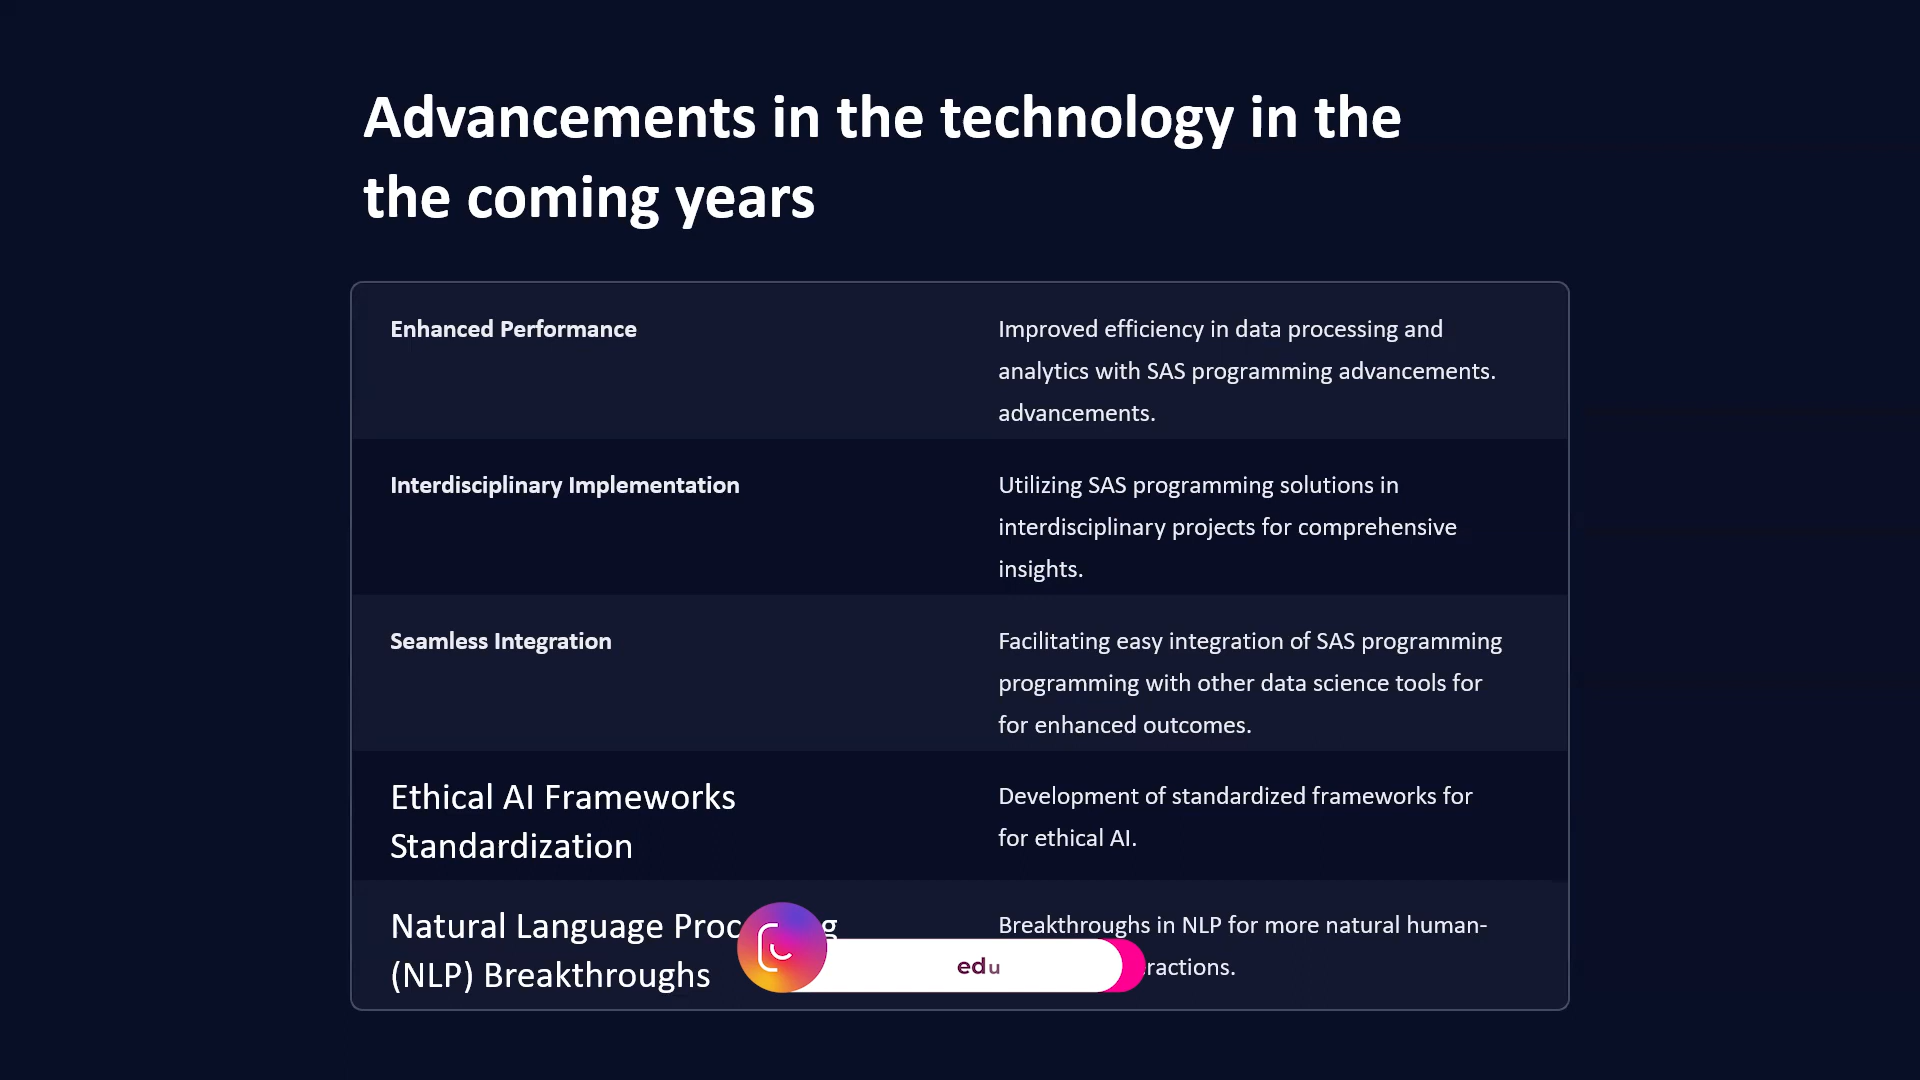 Advancements in the technology in the
the coming years
Enhanced Performance
Improved efficiency in data processing and
analytics with SAS programming advancements.
advancements.
Interdisciplinary Implementation
Utilizing SAS programming solutions in
interdisciplinary projects for comprehensive
insights.
Seamless Integration
Facilitating easy integration of SAS programming
programming with other data science tools for
for enhanced outcomes.
Ethical AI Frameworks
Standardization
Development of standardized frameworks for
for ethical AI.
Natural Language
(NLP) Breakthroughs
Breakthroughs in NLP for more natural human-
edu